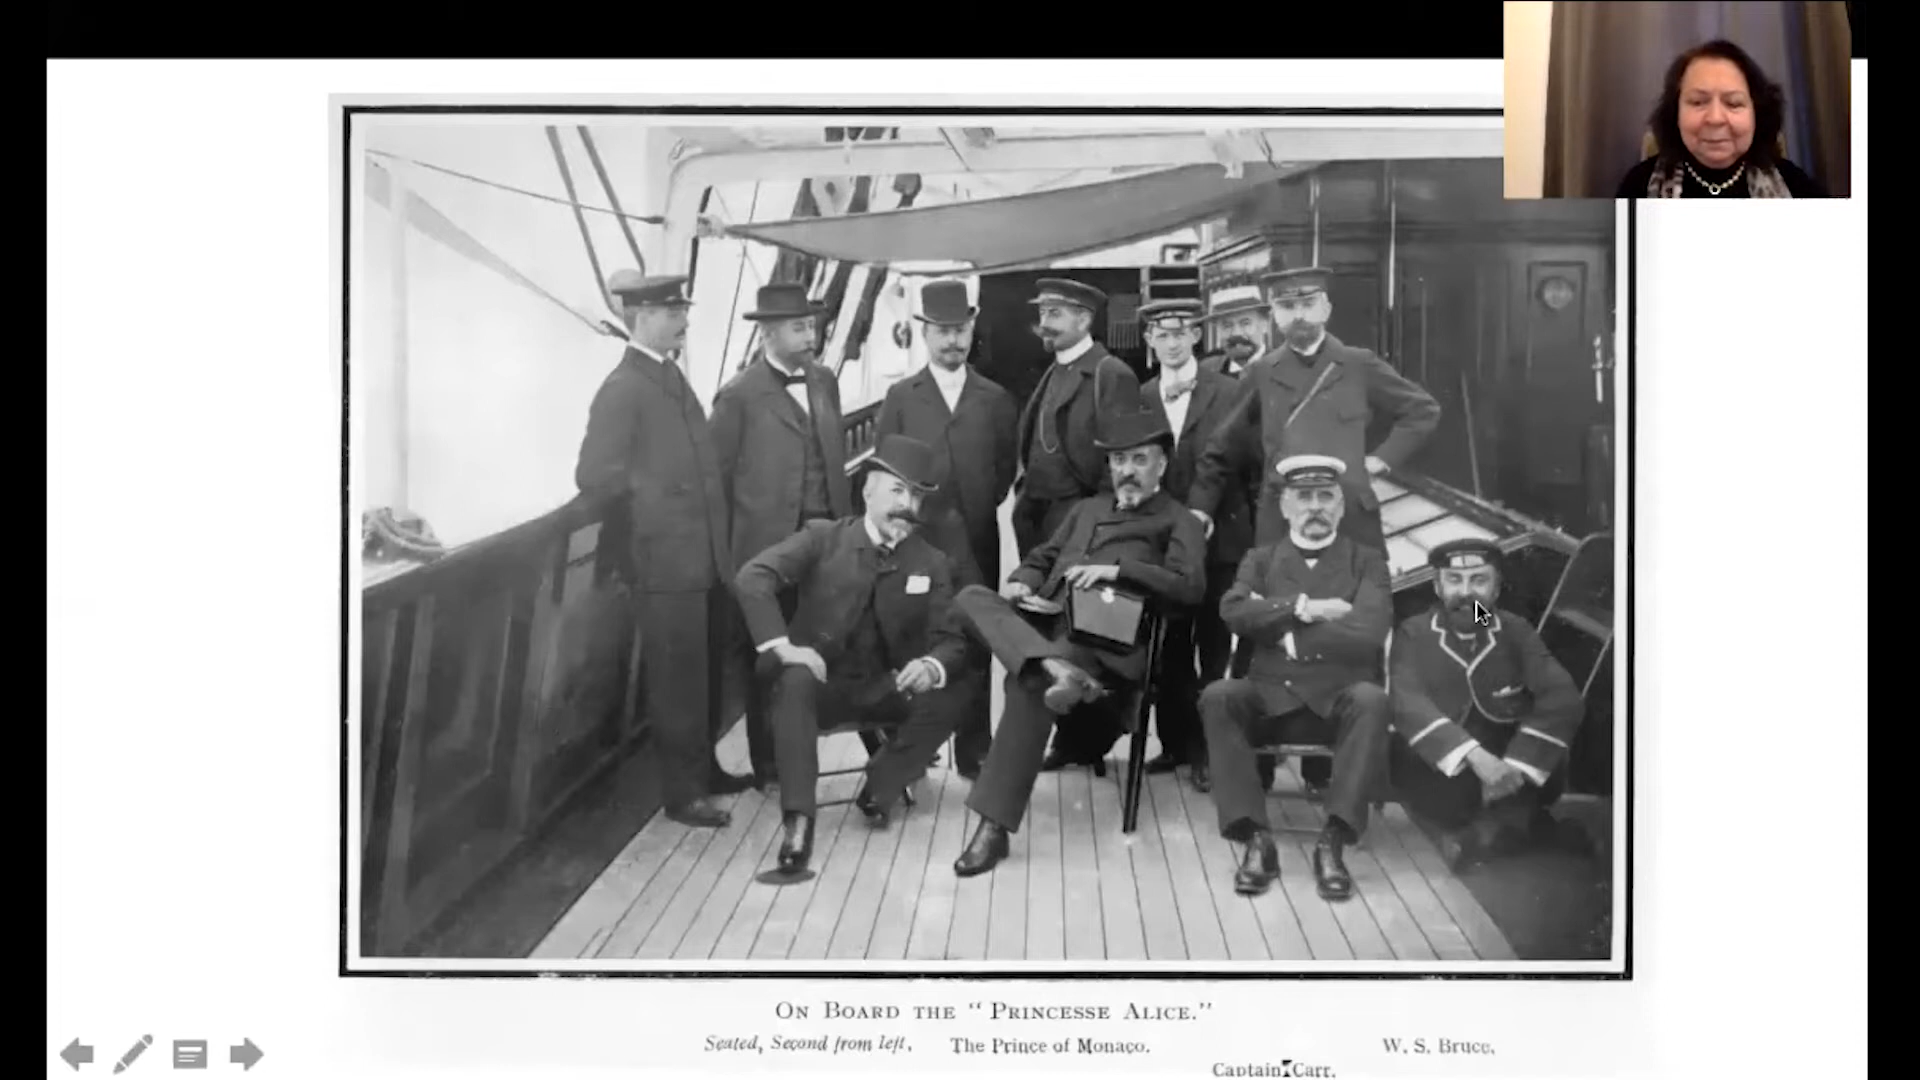 ON BOARD THE "PRINCESSE ALICE."
Seated, Second from left, The Prince of Monaco. W. S. Bruce.
Captain Carr.